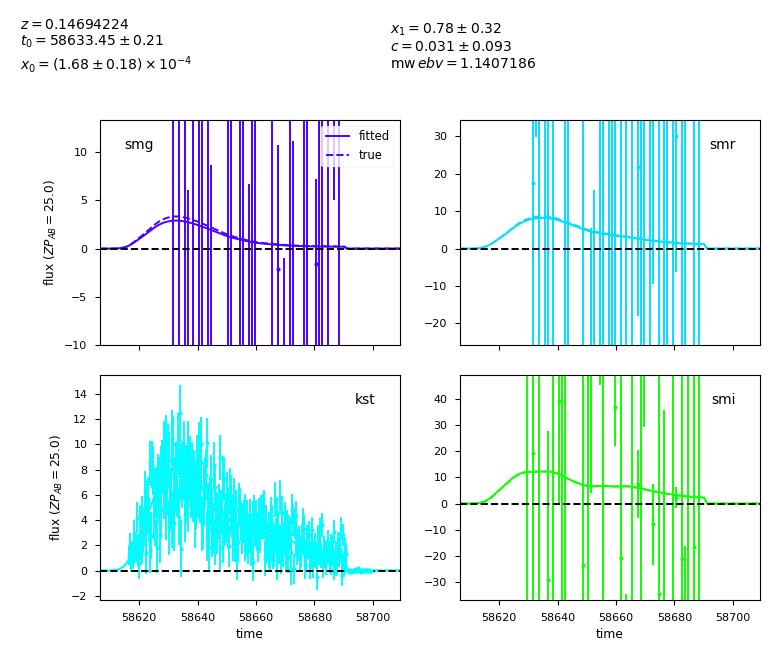 z = 0.14694224
t₀ = 58633.45 ± 0.21
x₀ = (1.68 ± 0.18) × 10⁻⁴
x₁ = 0.78 ± 0.32
c = 0.031 ± 0.093
mw ebv = 1.1407186
smg
fitted
true
10
5
0
−5
−10
flux (ZP_AB = 25.0)
smr
30
20
10
0
−10
−20
kst
14
12
10
8
6
4
2
0
−2
flux (ZP_AB = 25.0)
58620 58640 58660 58680 58700
time
smi
40
30
20
10
0
−10
−20
−30
58620 58640 58660 58680 58700
time